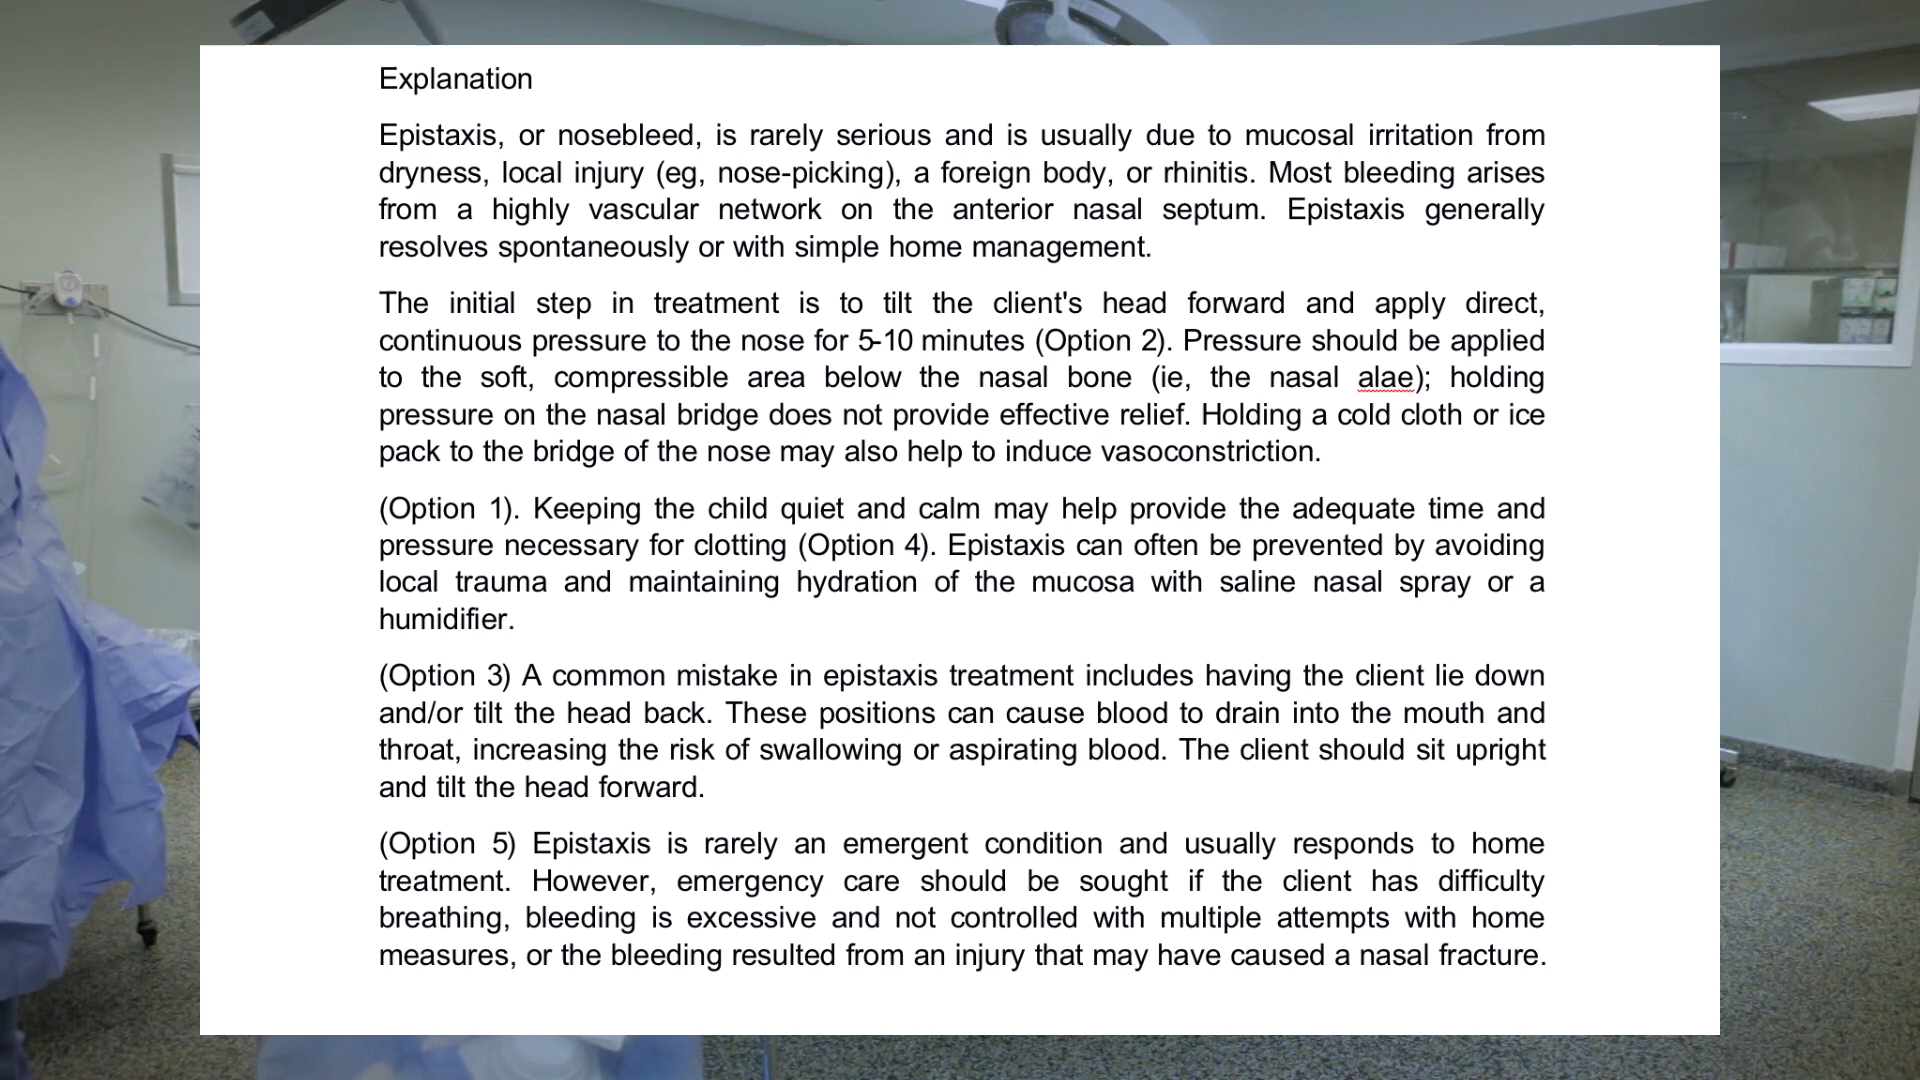 Explanation
Epistaxis, or nosebleed, is rarely serious and is usually due to mucosal irritation from
dryness, local injury (eg, nose-picking), a foreign body, or rhinitis. Most bleeding arises
from a highly vascular network on the anterior nasal septum. Epistaxis generally
resolves spontaneously or with simple home management.
The initial step in treatment is to tilt the client's head forward and apply direct,
continuous pressure to the nose for 5-10 minutes (Option 2). Pressure should be applied
to the soft, compressible area below the nasal bone (ie, the nasal alae); holding
pressure on the nasal bridge does not provide effective relief. Holding a cold cloth or ice
pack to the bridge of the nose may also help to induce vasoconstriction.
(Option 1). Keeping the child quiet and calm may help provide the adequate time and
pressure necessary for clotting (Option 4). Epistaxis can often be prevented by avoiding
local trauma and maintaining hydration of the mucosa with saline nasal spray or a
humidifier.
(Option 3) A common mistake in epistaxis treatment includes having the client lie down
and/or tilt the head back. These positions can cause blood to drain into the mouth and
throat, increasing the risk of swallowing or aspirating blood. The client should sit upright
and tilt the head forward.
(Option 5) Epistaxis is rarely an emergent condition and usually responds to home
treatment. However, emergency care should be sought if the client has difficulty
breathing, bleeding is excessive and not controlled with multiple attempts with home
measures, or the bleeding resulted from an injury that may have caused a nasal fracture.